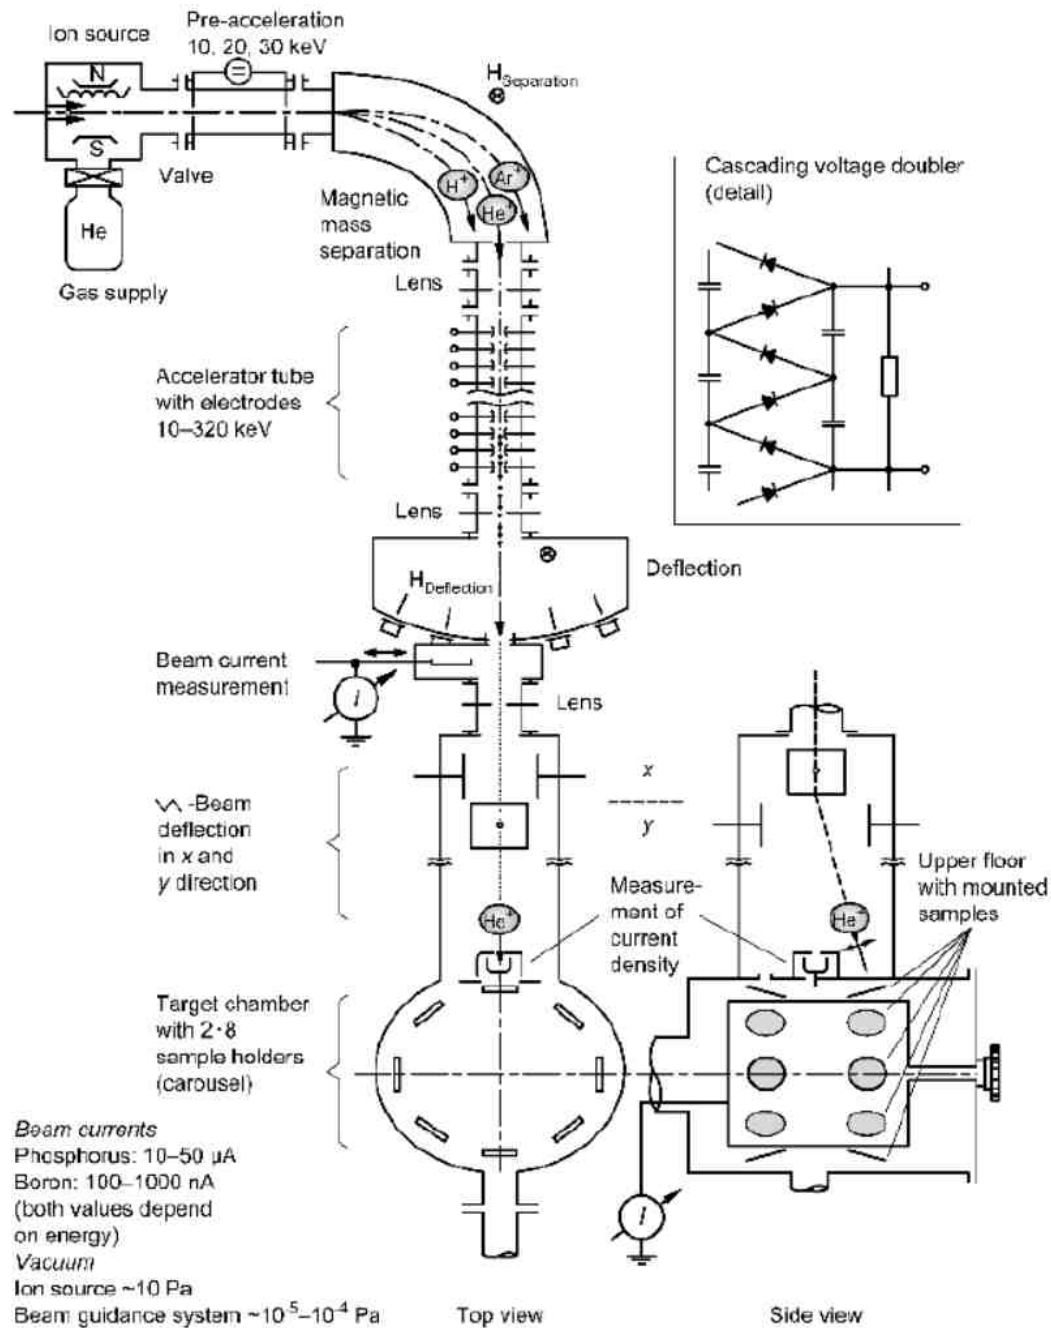 Ion source
Pre-acceleration
10, 20, 30 keV
N
S
Valve
He
Gas supply
H Separation
H+
Ar+
He+
Magnetic
mass
separation
Lens
Cascading voltage doubler
(detail)
Accelerator tube
with electrodes
10–320 keV
Lens
H Deflection
Deflection
Beam current
measurement
I
Lens
-Beam
deflection
in x and
y direction
x
y
He+
Measure-
ment of
current
density
He+
Upper floor
with mounted
samples
Target chamber
with 2·8
sample holders
(carousel)
I
Beam currents
Phosphorus: 10–50 µA
Boron: 100–1000 nA
(both values depend
on energy)
Vacuum
Ion source ~10 Pa
Beam guidance system ~10-5–10-4 Pa
Top view
Side view